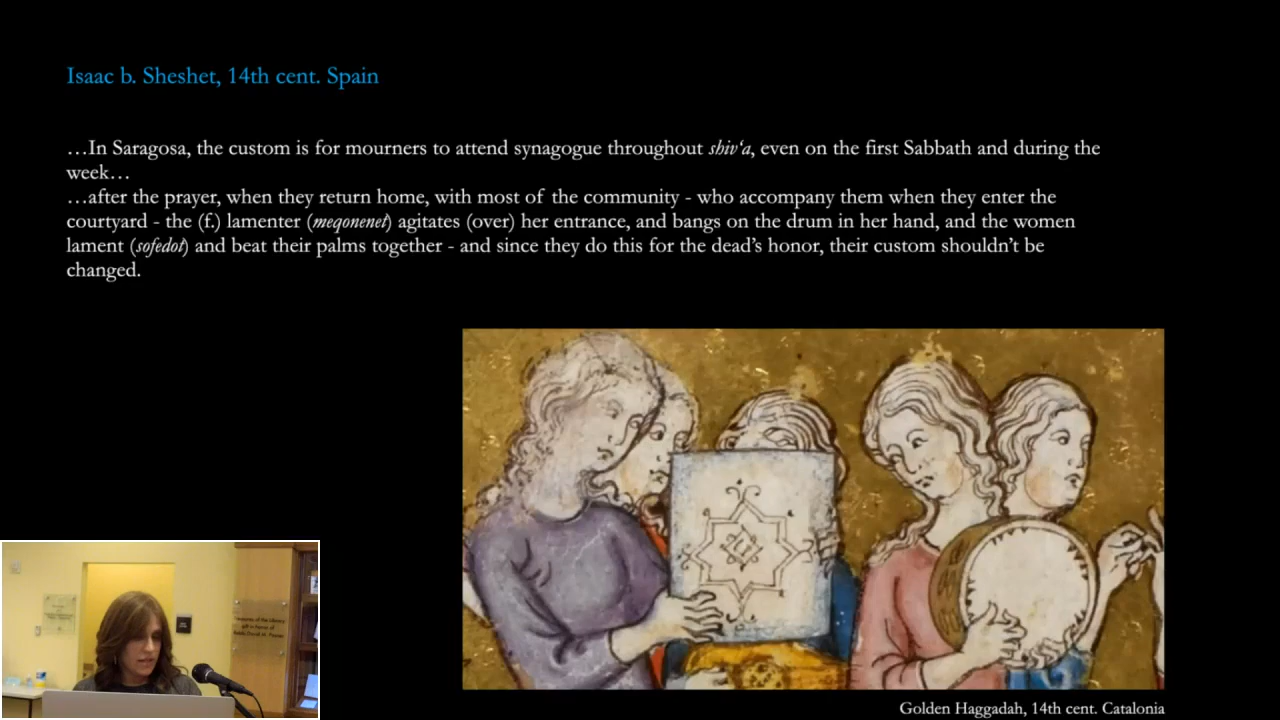 Isaac b. Sheshet, 14th cent. Spain
…In Saragosa, the custom is for mourners to attend synagogue throughout shiv‘a, even on the first Sabbath and during the
week…
…after the prayer, when they return home, with most of the community - who accompany them when they enter the
courtyard - the (f.) lamenter (meqonenet) agitates (over) her entrance, and bangs on the drum in her hand, and the women
lament (sofedot) and beat their palms together - and since they do this for the dead’s honor, their custom shouldn’t be
changed.
Golden Haggadah, 14th cent. Catalonia